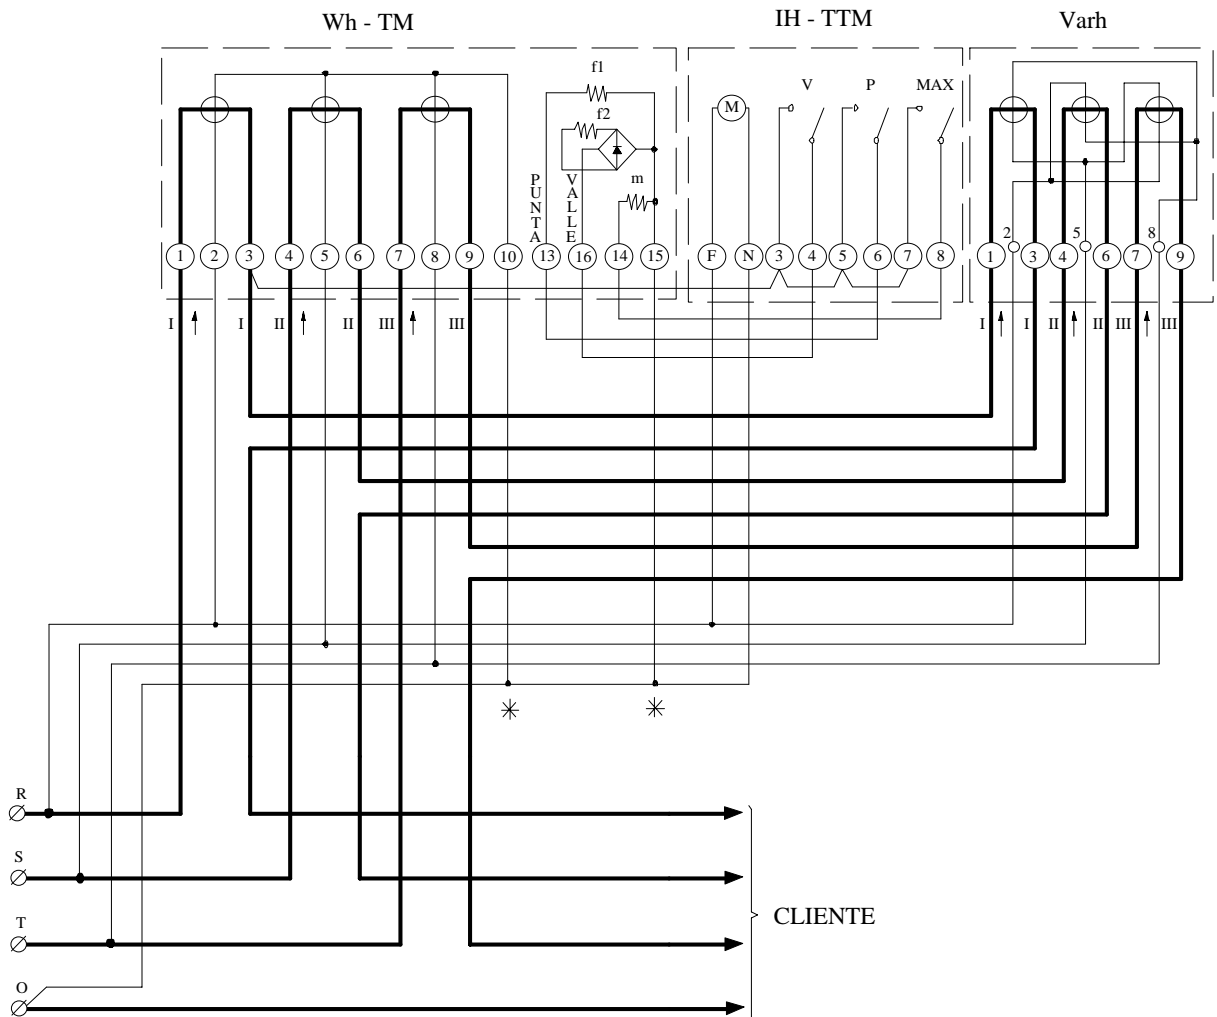 Wh - TM
IH - TTM
Varh
f1
f2
m
PUNTA
VALLE
M
V
P
MAX
1 2 3 4 5 6 7 8 9 10 13 16 14 15
F N 3 4 5 6 7 8
1 2 3 4 5 6 7 8 9
I I II II III III
I I II II III III
R
S
T
O
CLIENTE